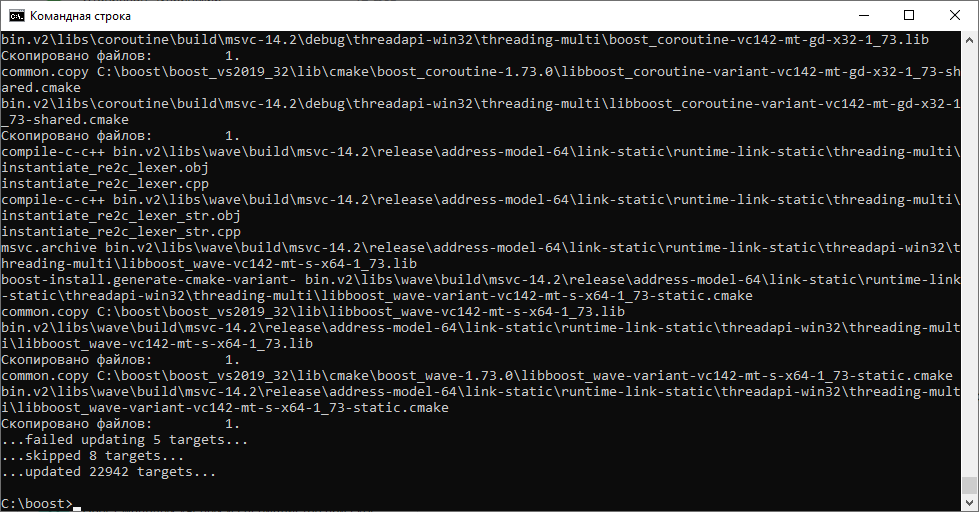 Командная строка
bin.v2\libs\coroutine\build\msvc-14.2\debug\threadapi-win32\threading-multi\boost_coroutine-vc142-mt-gd-x32-1_73.lib
Скопировано файлов:         1.
common.copy C:\boost\boost_vs2019_32\lib\cmake\boost_coroutine-1.73.0\libboost_coroutine-variant-vc142-mt-gd-x32-1_73-sh
ared.cmake
bin.v2\libs\coroutine\build\msvc-14.2\debug\threadapi-win32\threading-multi\libboost_coroutine-variant-vc142-mt-gd-x32-1
_73-shared.cmake
Скопировано файлов:         1.
compile-c-c++ bin.v2\libs\wave\build\msvc-14.2\release\address-model-64\link-static\runtime-link-static\threading-multi\
instantiate_re2c_lexer.obj
instantiate_re2c_lexer.cpp
compile-c-c++ bin.v2\libs\wave\build\msvc-14.2\release\address-model-64\link-static\runtime-link-static\threading-multi\
instantiate_re2c_lexer_str.obj
instantiate_re2c_lexer_str.cpp
msvc.archive bin.v2\libs\wave\build\msvc-14.2\release\address-model-64\link-static\runtime-link-static\threadapi-win32\t
hreading-multi\libboost_wave-vc142-mt-s-x64-1_73.lib
boost-install.generate-cmake-variant- bin.v2\libs\wave\build\msvc-14.2\release\address-model-64\link-static\runtime-link
-static\threadapi-win32\threading-multi\libboost_wave-variant-vc142-mt-s-x64-1_73-static.cmake
common.copy C:\boost\boost_vs2019_32\lib\libboost_wave-vc142-mt-s-x64-1_73.lib
bin.v2\libs\wave\build\msvc-14.2\release\address-model-64\link-static\runtime-link-static\threadapi-win32\threading-mult
i\libboost_wave-vc142-mt-s-x64-1_73.lib
Скопировано файлов:         1.
common.copy C:\boost\boost_vs2019_32\lib\cmake\boost_wave-1.73.0\libboost_wave-variant-vc142-mt-s-x64-1_73-static.cmake
bin.v2\libs\wave\build\msvc-14.2\release\address-model-64\link-static\runtime-link-static\threadapi-win32\threading-mult
i\libboost_wave-variant-vc142-mt-s-x64-1_73-static.cmake
Скопировано файлов:         1.
...failed updating 5 targets...
...skipped 8 targets...
...updated 22942 targets...
C:\boost>